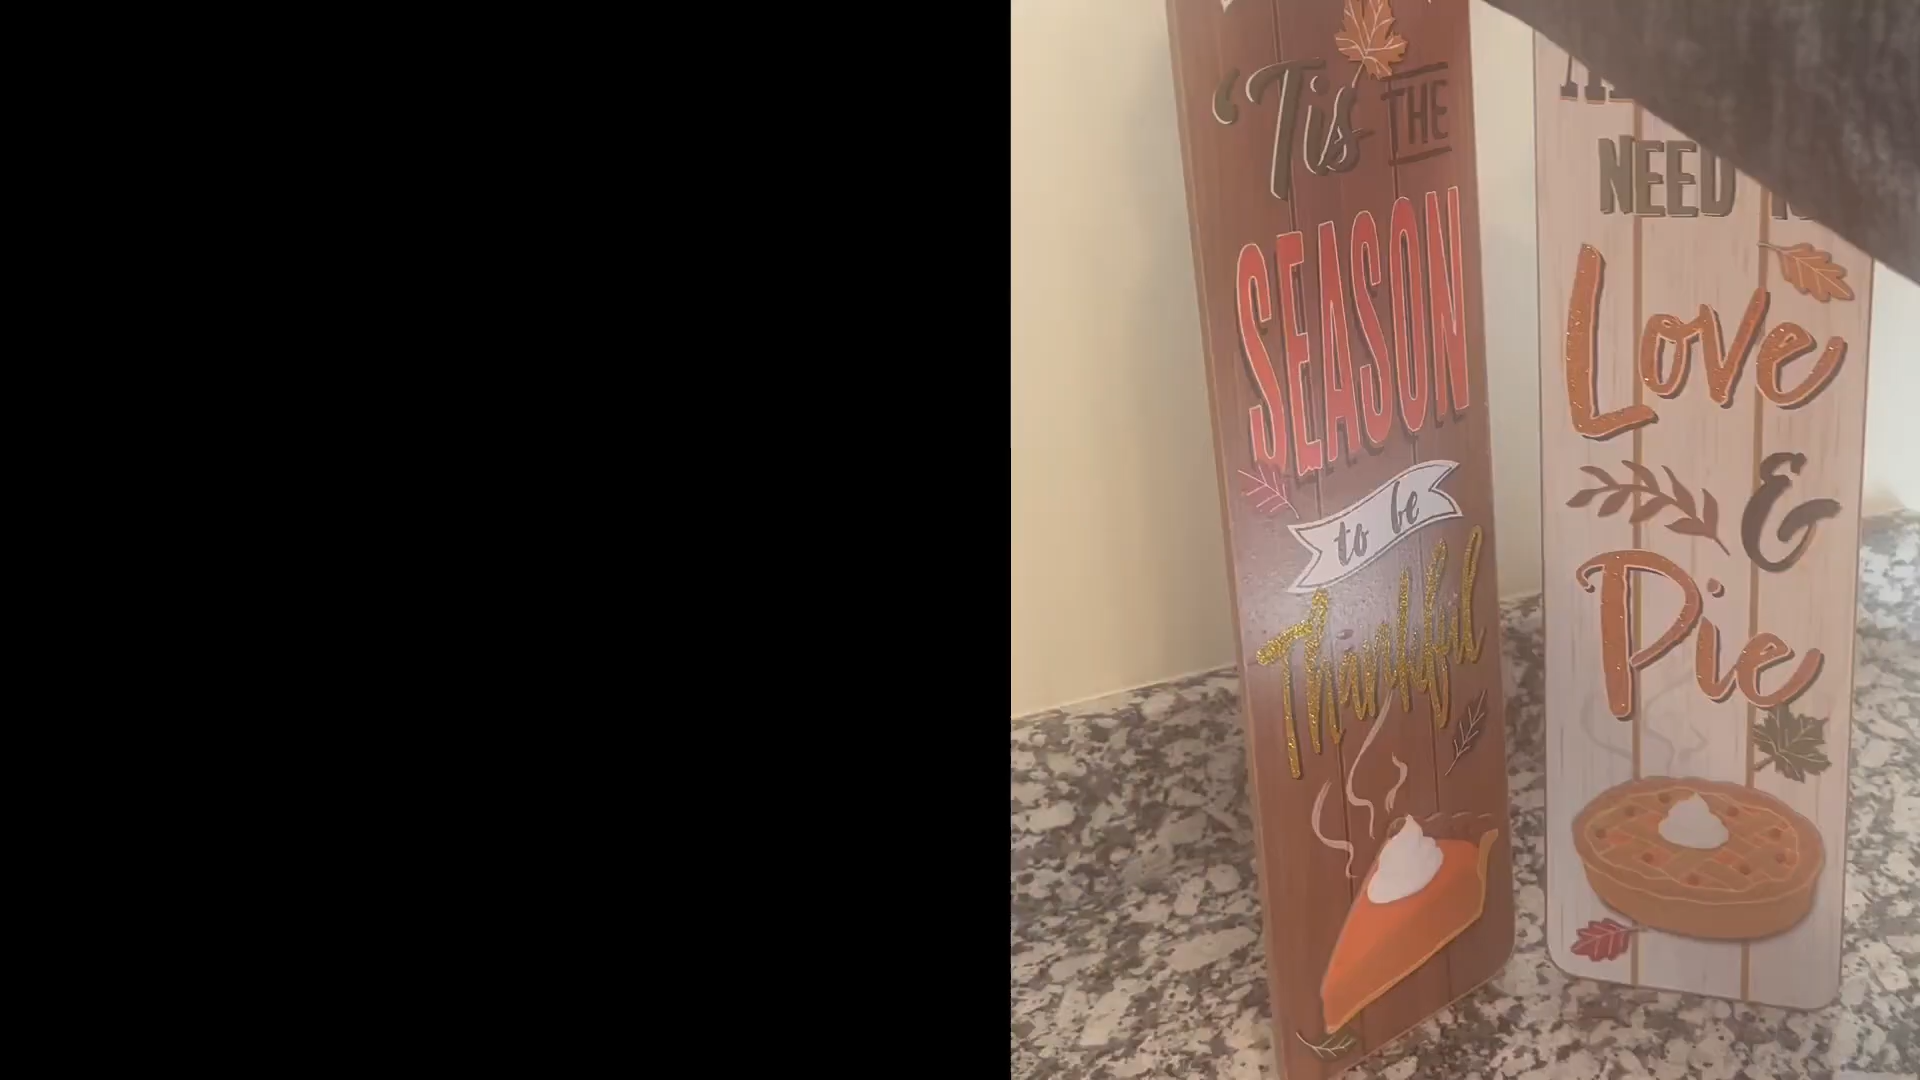 ‘Tis THE
SEASON
to be
Thankful
NEED
Love
&
Pie